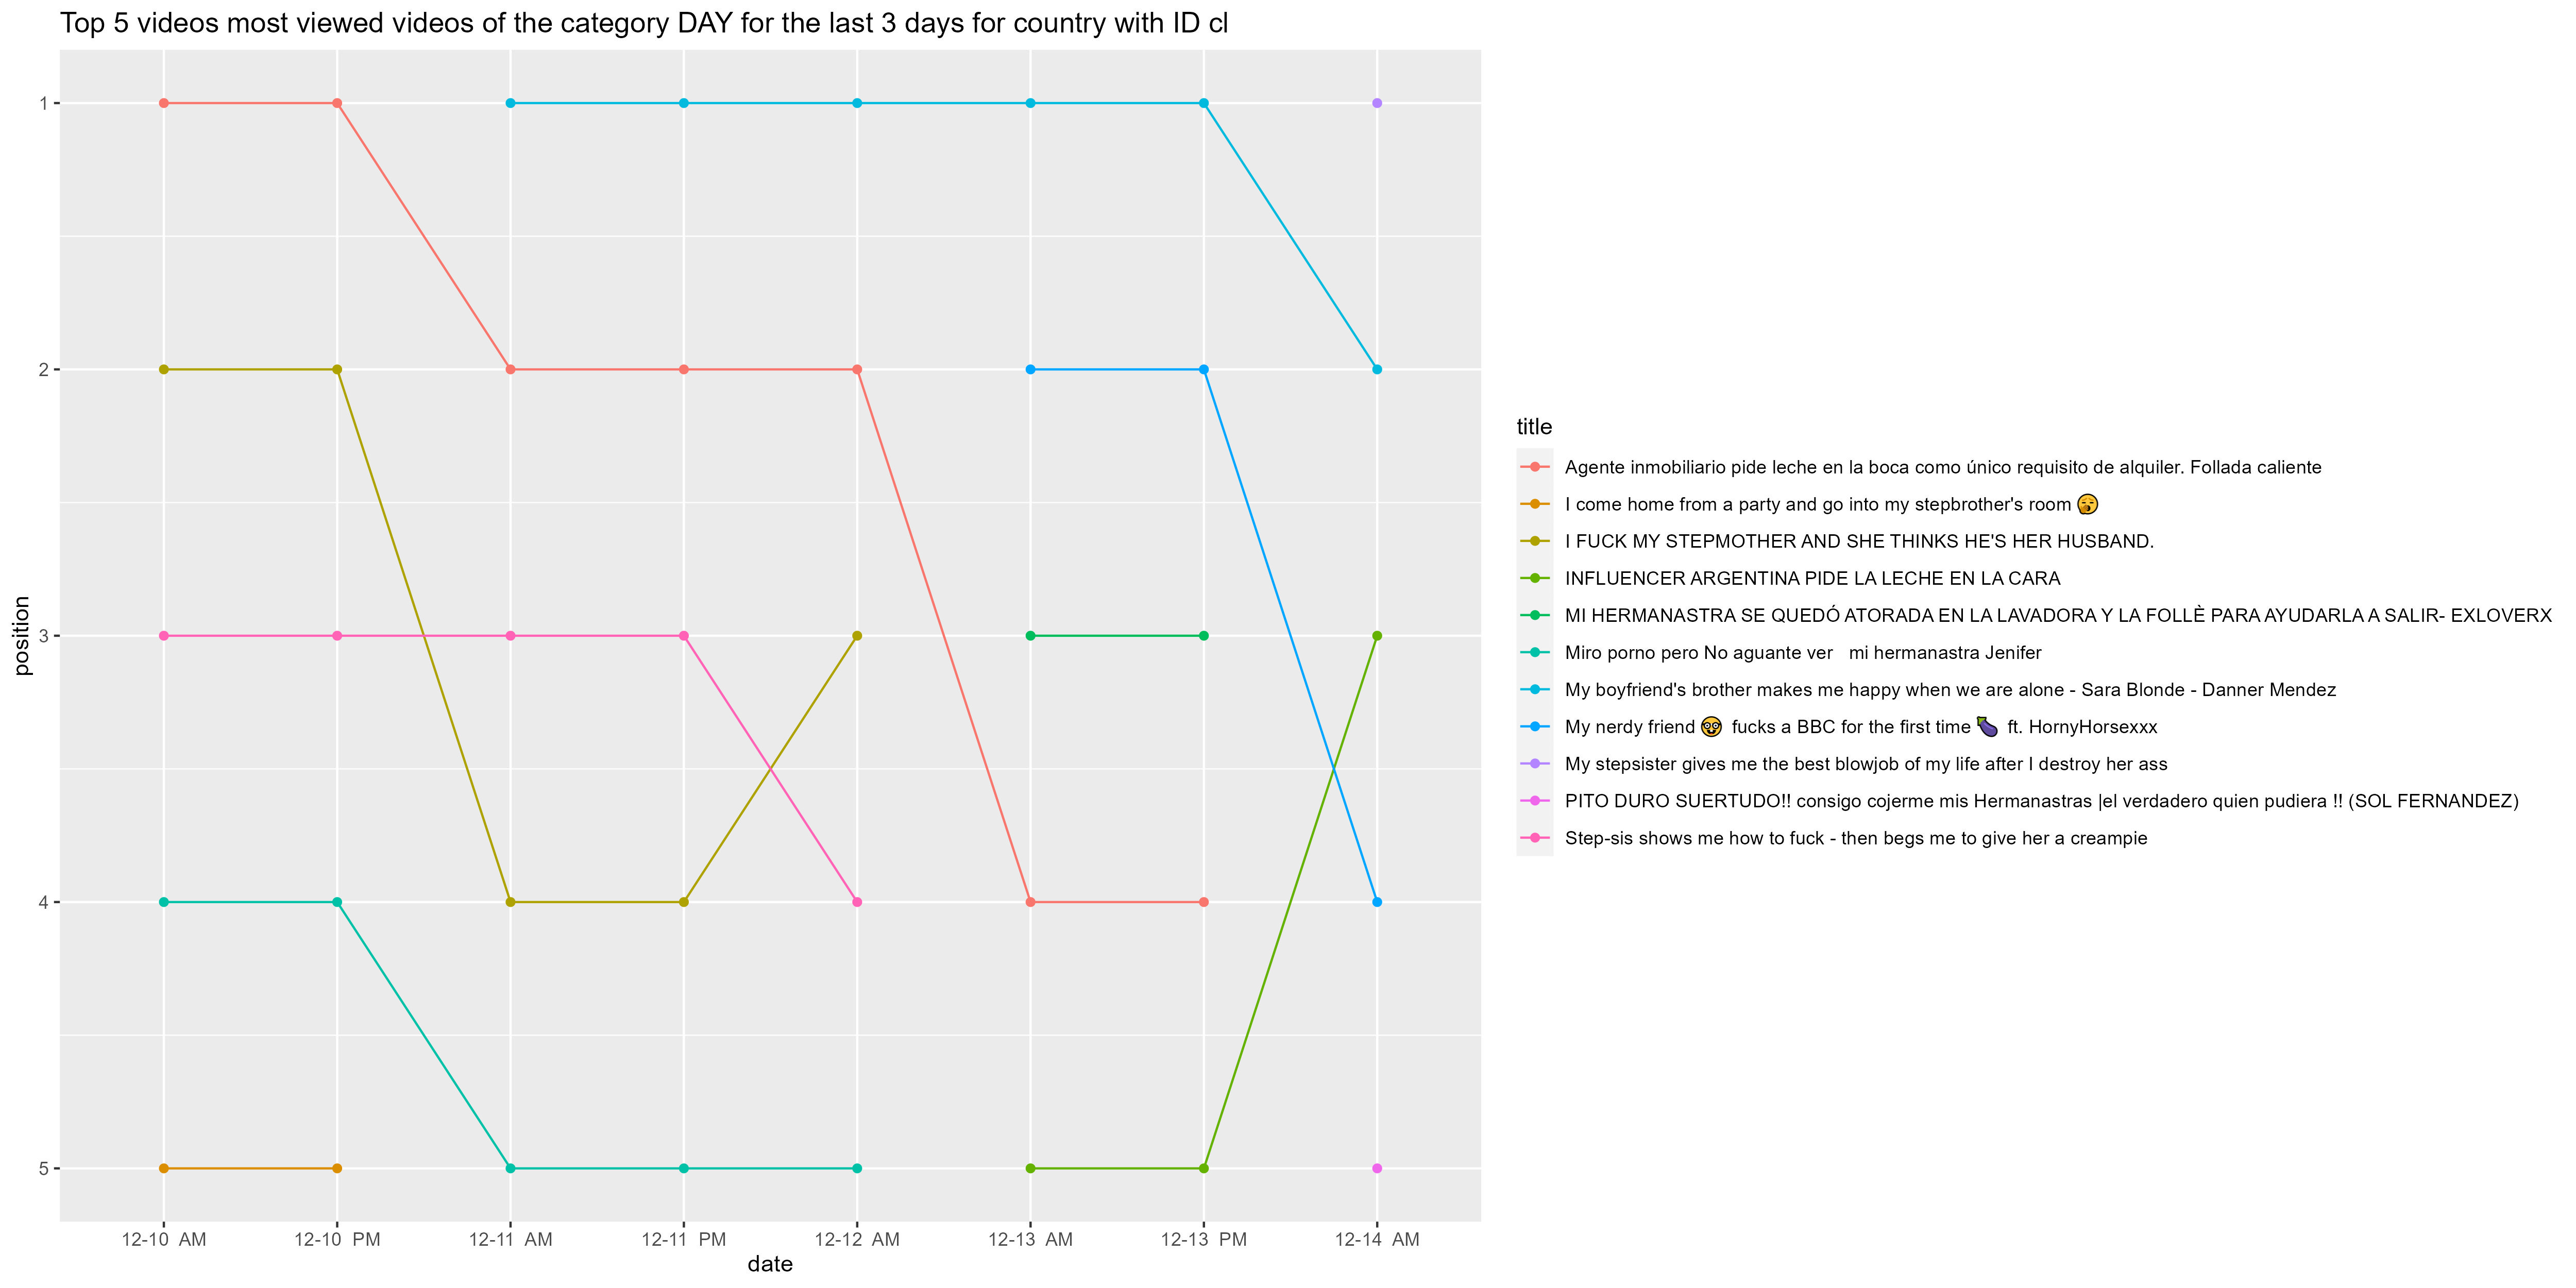 Top 5 videos most viewed videos of the category DAY for the last 3 days for country with ID cl
1
2
3
4
5
position
12-10 AM
12-10 PM
12-11 AM
12-11 PM
12-12 AM
12-13 AM
12-13 PM
12-14 AM
date
title
Agente inmobiliario pide leche en la boca como único requisito de alquiler. Follada caliente
I come home from a party and go into my stepbrother's room 🥱
I FUCK MY STEPMOTHER AND SHE THINKS HE'S HER HUSBAND.
INFLUENCER ARGENTINA PIDE LA LECHE EN LA CARA
MI HERMANASTRA SE QUEDÓ ATORADA EN LA LAVADORA Y LA FOLLÈ PARA AYUDARLA A SALIR- EXLOVERX
Miro porno pero No aguante ver   mi hermanastra Jenifer
My boyfriend's brother makes me happy when we are alone - Sara Blonde - Danner Mendez
My nerdy friend 🤓 fucks a BBC for the first time 🍆 ft. HornyHorsexxx
My stepsister gives me the best blowjob of my life after I destroy her ass
PITO DURO SUERTUDO!! consigo cojerme mis Hermanastras |el verdadero quien pudiera !! (SOL FERNANDEZ)
Step-sis shows me how to fuck - then begs me to give her a creampie